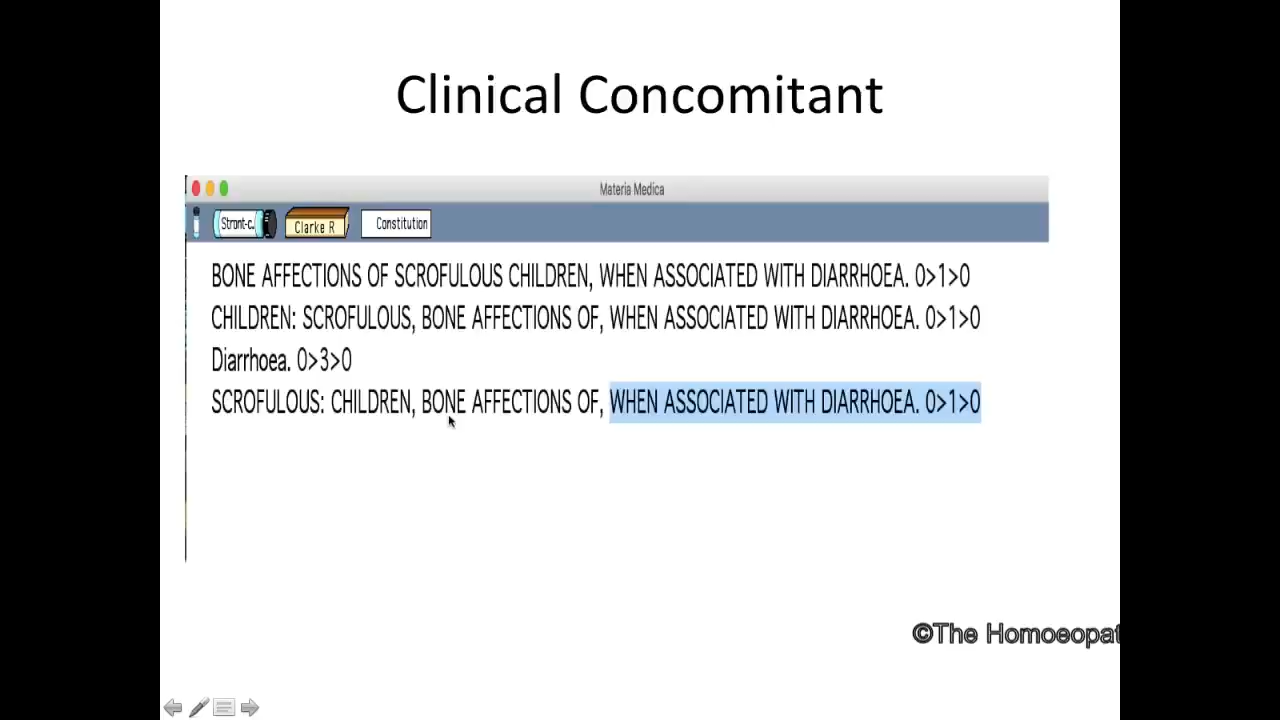 Clinical Concomitant
Materia Medica
Stront-c. Clarke R Constitution
BONE AFFECTIONS OF SCROFULOUS CHILDREN, WHEN ASSOCIATED WITH DIARRHOEA. 0>1>0
CHILDREN: SCROFULOUS, BONE AFFECTIONS OF, WHEN ASSOCIATED WITH DIARRHOEA. 0>1>0
Diarrhoea. 0>3>0
SCROFULOUS: CHILDREN, BONE AFFECTIONS OF, WHEN ASSOCIATED WITH DIARRHOEA. 0>1>0
©The Homoeopat